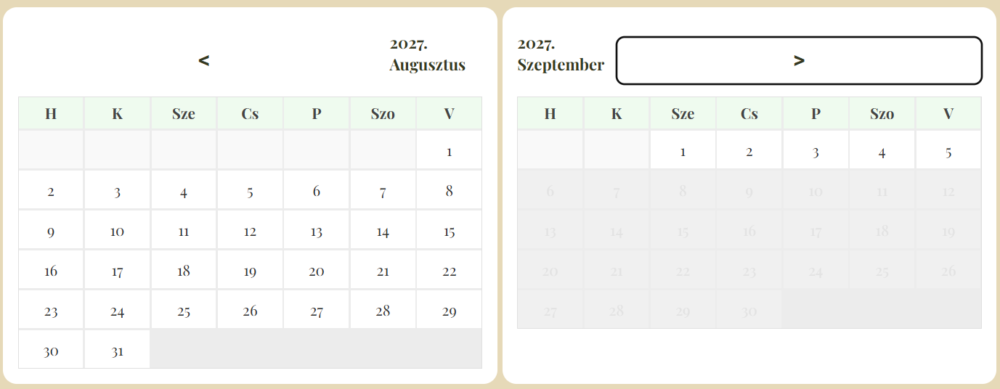 <
2027.
Augusztus
H K Sze Cs P Szo V
1
2 3 4 5 6 7 8
9 10 11 12 13 14 15
16 17 18 19 20 21 22
23 24 25 26 27 28 29
30 31
2027.
Szeptember
>
H K Sze Cs P Szo V
1 2 3 4 5
6 7 8 9 10 11 12
13 14 15 16 17 18 19
20 21 22 23 24 25 26
27 28 29 30